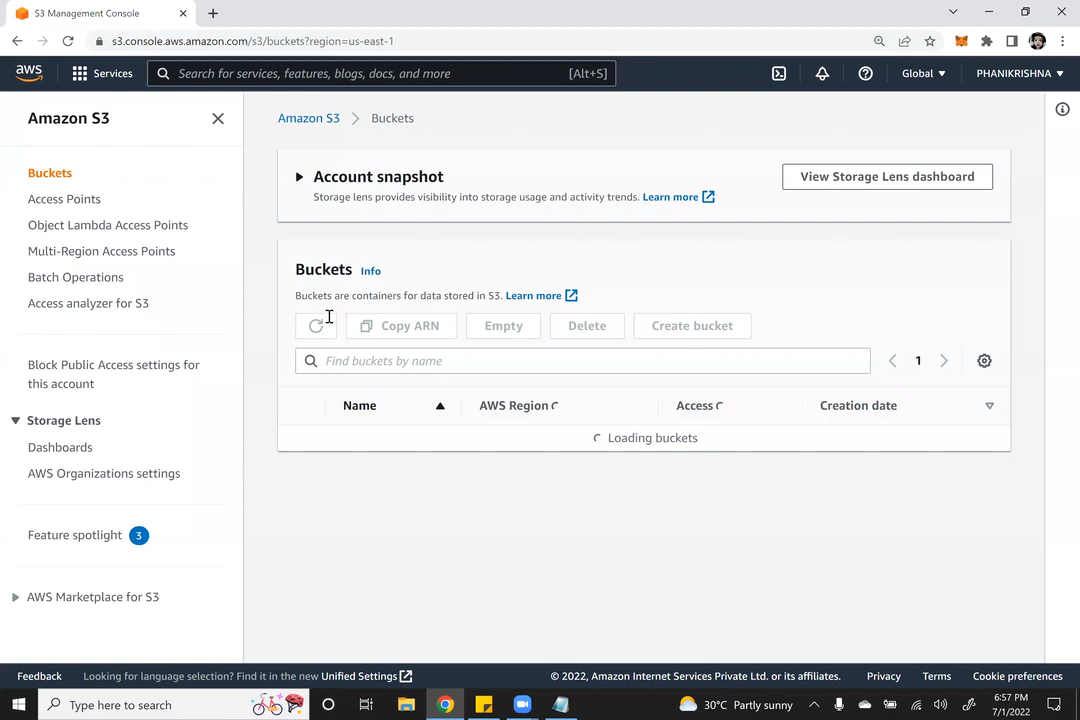 S3 Management Console
s3.console.aws.amazon.com/s3/buckets?region=us-east-1
aws
Services
Search for services, features, blogs, docs, and more
[Alt+S]
Global
PHANIKRISHNA
Amazon S3
Buckets
Access Points
Object Lambda Access Points
Multi-Region Access Points
Batch Operations
Access analyzer for S3
Block Public Access settings for
this account
Storage Lens
Dashboards
AWS Organizations settings
Feature spotlight 3
AWS Marketplace for S3
Amazon S3
Buckets
Account snapshot
Storage lens provides visibility into storage usage and activity trends. Learn more
View Storage Lens dashboard
Buckets Info
Buckets are containers for data stored in S3. Learn more
Copy ARN
Empty
Delete
Create bucket
Find buckets by name
1
Name
AWS Region
Access
Creation date
Loading buckets
Feedback
Looking for language selection? Find it in the new Unified Settings
© 2022, Amazon Internet Services Private Ltd. or its affiliates.
Privacy
Terms
Cookie preferences
Type here to search
30°C Partly sunny
6:57 PM
7/1/2022